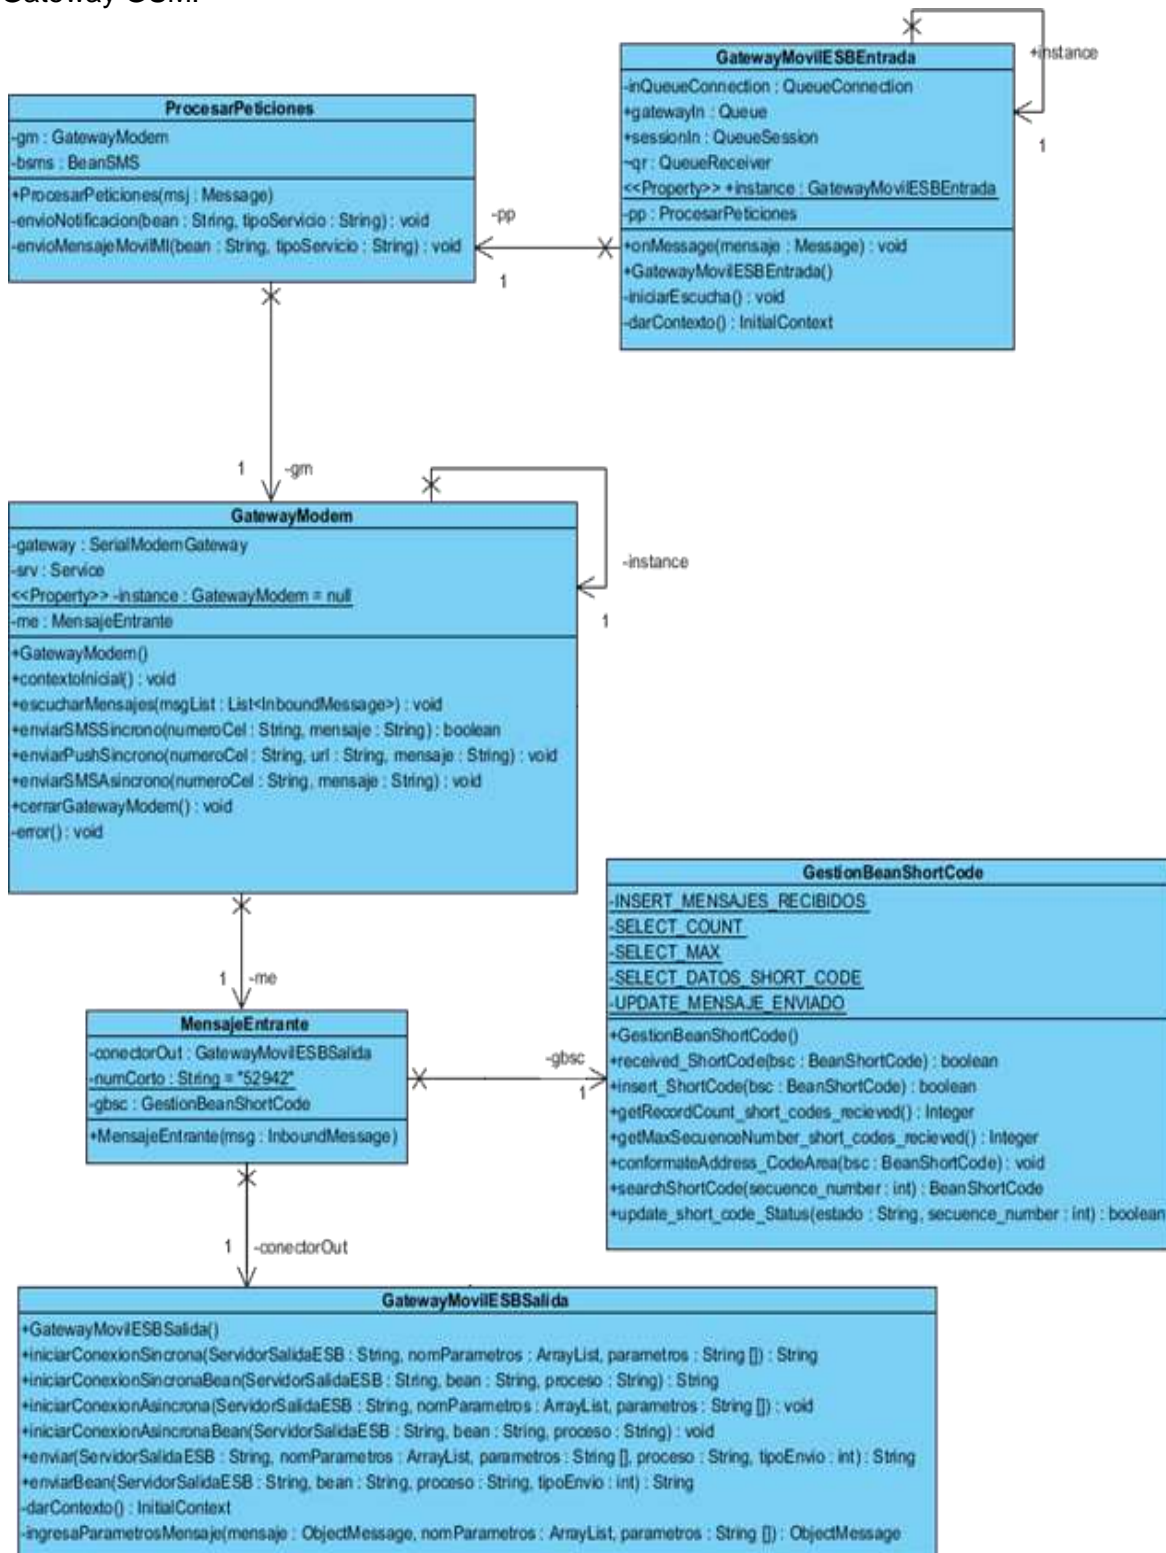 Gateway GSM.
GatewayMovilESBEntrada
-inQueueConnection : QueueConnection
+gatewayIn : Queue
+sessionIn : QueueSession
~qr : QueueReceiver
<<Property>> +instance : GatewayMovilESBEntrada
-pp : ProcesarPeticiones
+onMessage(mensaje : Message) : void
+GatewayMovilESBEntrada()
-iniciarEscucha() : void
-darContexto() : InitialContext
+instance
1
ProcesarPeticiones
-gm : GatewayModem
-bsms : BeanSMS
+ProcesarPeticiones(msj : Message)
-envioNotificacion(bean : String, tipoServicio : String) : void
-envioMensajeMovilMI(bean : String, tipoServicio : String) : void
-pp
1
1
-gm
GatewayModem
-gateway : SerialModemGateway
-srv : Service
<<Property>> -instance : GatewayModem = null
-me : MensajeEntrante
+GatewayModem()
+contextoInicial() : void
+escucharMensajes(msgList : List<InboundMessage>) : void
+enviarSMSSincrono(numeroCel : String, mensaje : String) : boolean
+enviarPushSincrono(numeroCel : String, url : String, mensaje : String) : void
+enviarSMSAsincrono(numeroCel : String, mensaje : String) : void
+cerrarGatewayModem() : void
-error() : void
-instance
1
1
-me
MensajeEntrante
-conectorOut : GatewayMovilESBSalida
-numCorto : String = "52942"
-gbsc : GestionBeanShortCode
+MensajeEntrante(msg : InboundMessage)
-gbsc
1
GestionBeanShortCode
-INSERT_MENSAJES_RECIBIDOS
-SELECT_COUNT
-SELECT_MAX
-SELECT_DATOS_SHORT_CODE
-UPDATE_MENSAJE_ENVIADO
+GestionBeanShortCode()
+received_ShortCode(bsc : BeanShortCode) : boolean
+insert_ShortCode(bsc : BeanShortCode) : boolean
+getRecordCount_short_codes_recieved() : Integer
+getMaxSecuenceNumber_short_codes_recieved() : Integer
+conformateAddress_CodeArea(bsc : BeanShortCode) : void
+searchShortCode(secuence_number : int) : BeanShortCode
+update_short_code_Status(estado : String, secuence_number : int) : boolean
1
-conectorOut
GatewayMovilESBSalida
+GatewayMovilESBSalida()
+iniciarConexionSincrona(ServidorSalidaESB : String, nomParametros : ArrayList, parametros : String []) : String
+iniciarConexionSincronaBean(ServidorSalidaESB : String, bean : String, proceso : String) : String
+iniciarConexionAsincrona(ServidorSalidaESB : String, nomParametros : ArrayList, parametros : String []) : void
+iniciarConexionAsincronaBean(ServidorSalidaESB : String, bean : String, proceso : String) : void
+enviar(ServidorSalidaESB : String, nomParametros : ArrayList, parametros : String [], proceso : String, tipoEnvio : int) : String
+enviarBean(ServidorSalidaESB : String, bean : String, proceso : String, tipoEnvio : int) : String
-darContexto() : InitialContext
-ingresaParametrosMensaje(mensaje : ObjectMessage, nomParametros : ArrayList, parametros : String []) : ObjectMessage